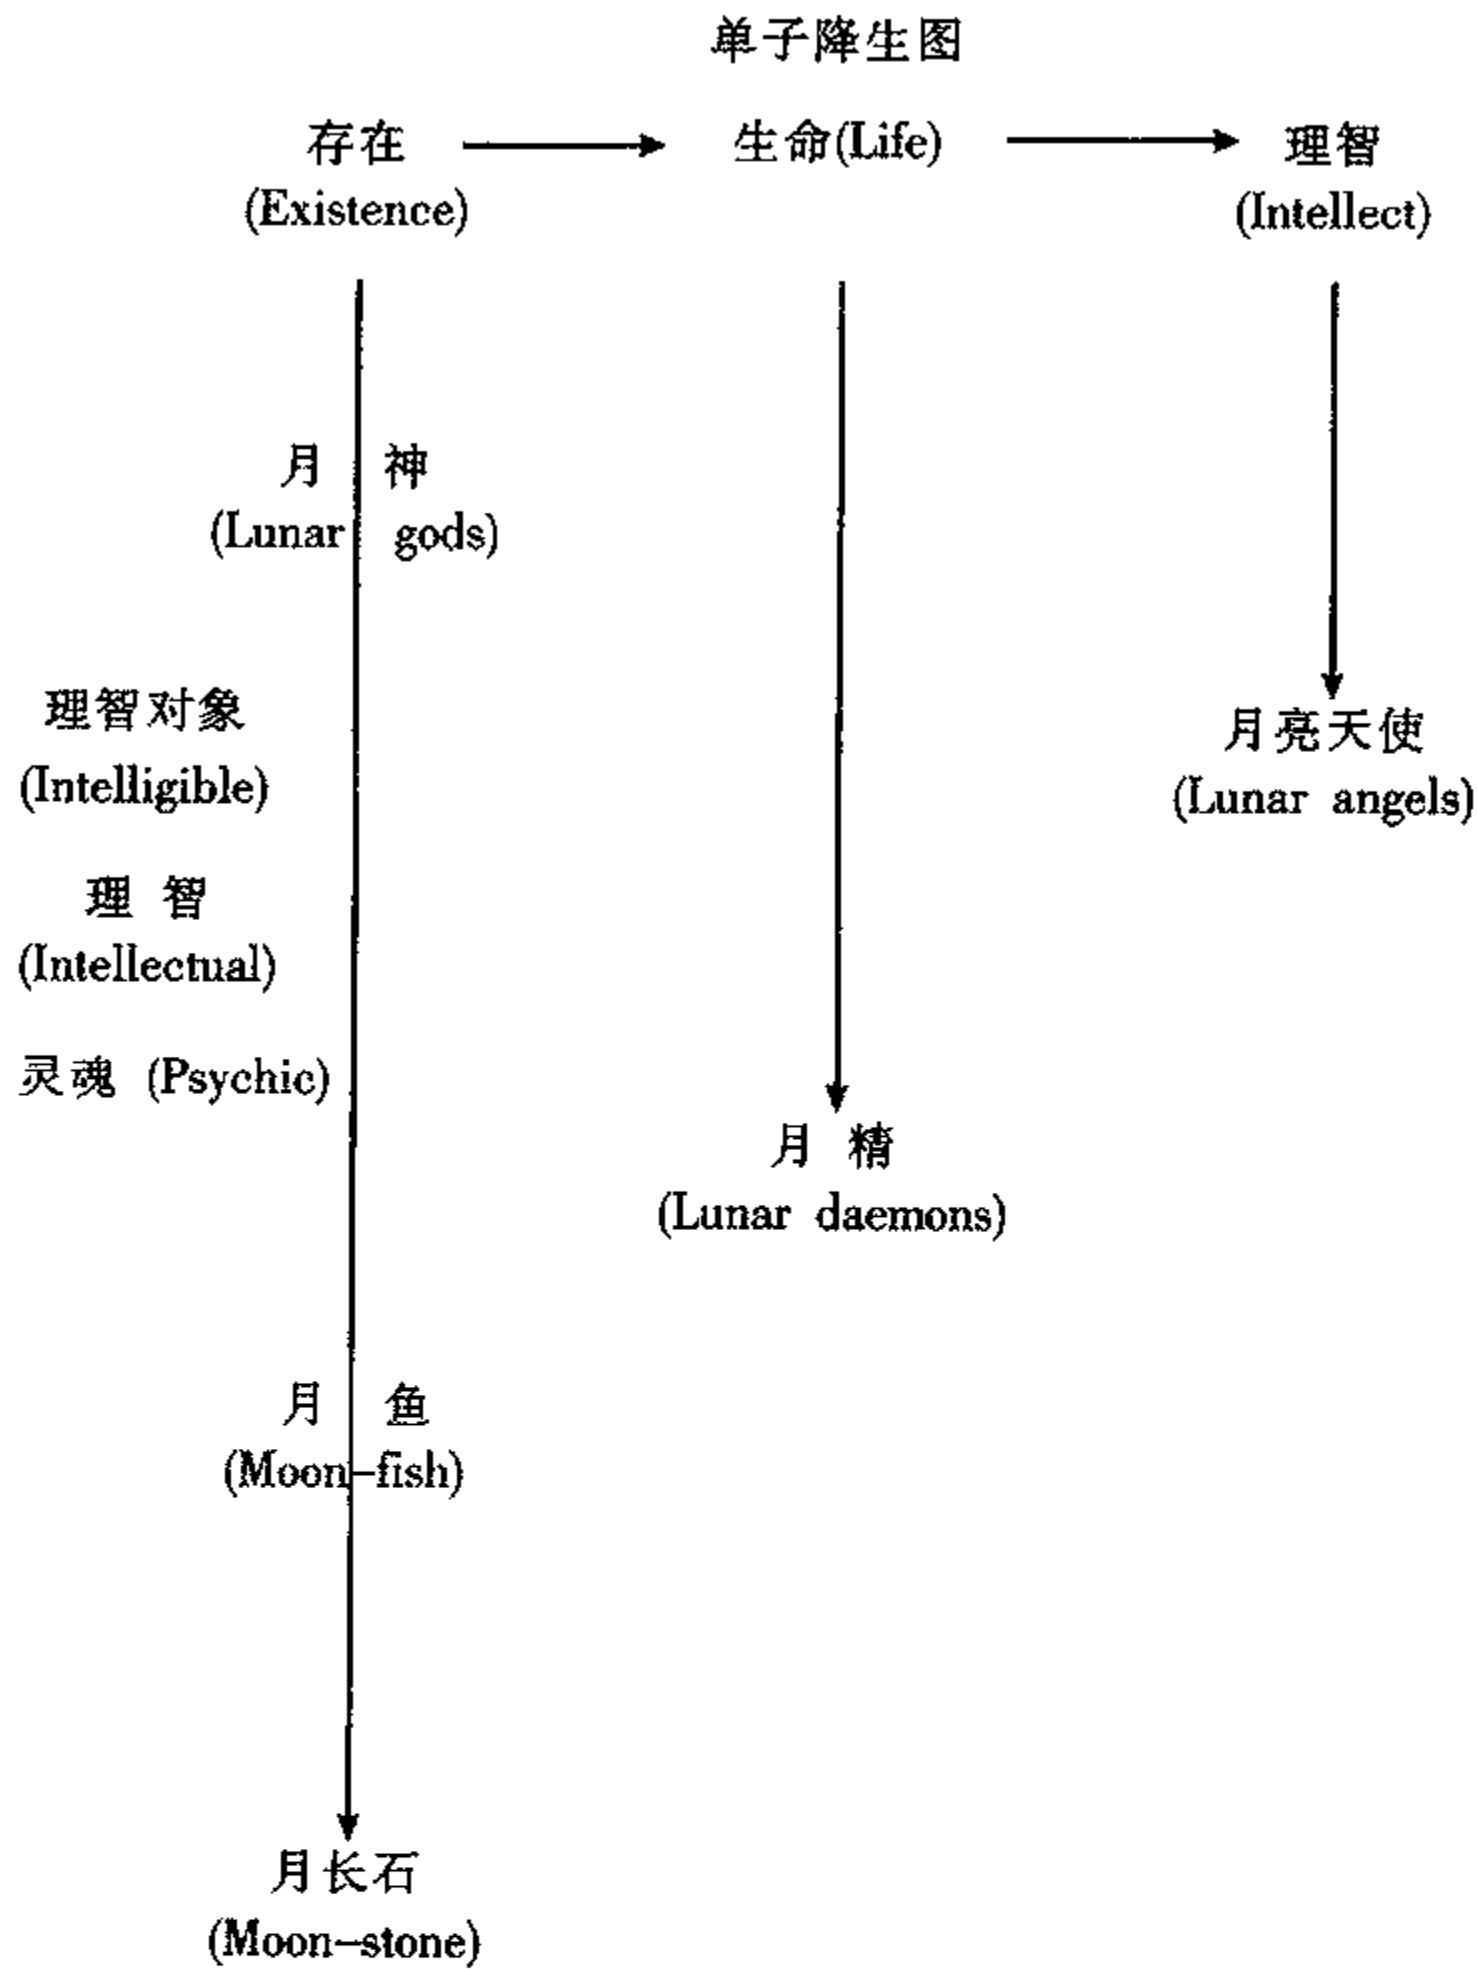 单子降生图
存在
(Existence)
生命(Life)
理智
(Intellect)
月 神
(Lunar gods)
理智对象
(Intelligible)
月亮天使
(Lunar angels)
理 智
(Intellectual)
灵魂 (Psychic)
月 精
(Lunar daemons)
月 鱼
(Moon-fish)
月长石
(Moon-stone)